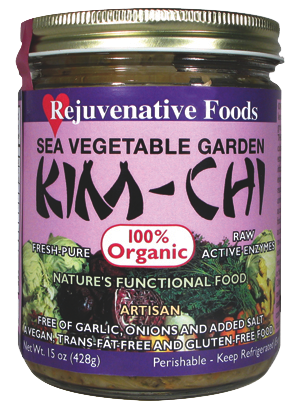 Rejuvenative Foods
SEA VEGETABLE GARDEN
KIM-CHI
100%
Organic
FRESH-PURE
RAW
ACTIVE ENZYMES
NATURE'S FUNCTIONAL FOOD
ARTISAN
FREE OF GARLIC, ONIONS AND ADDED SALT
VEGAN, TRANS-FAT-FREE AND GLUTEN-FREE FOOD
Net Wt. 15 oz (428g)
Perishable - Keep Refrigerated